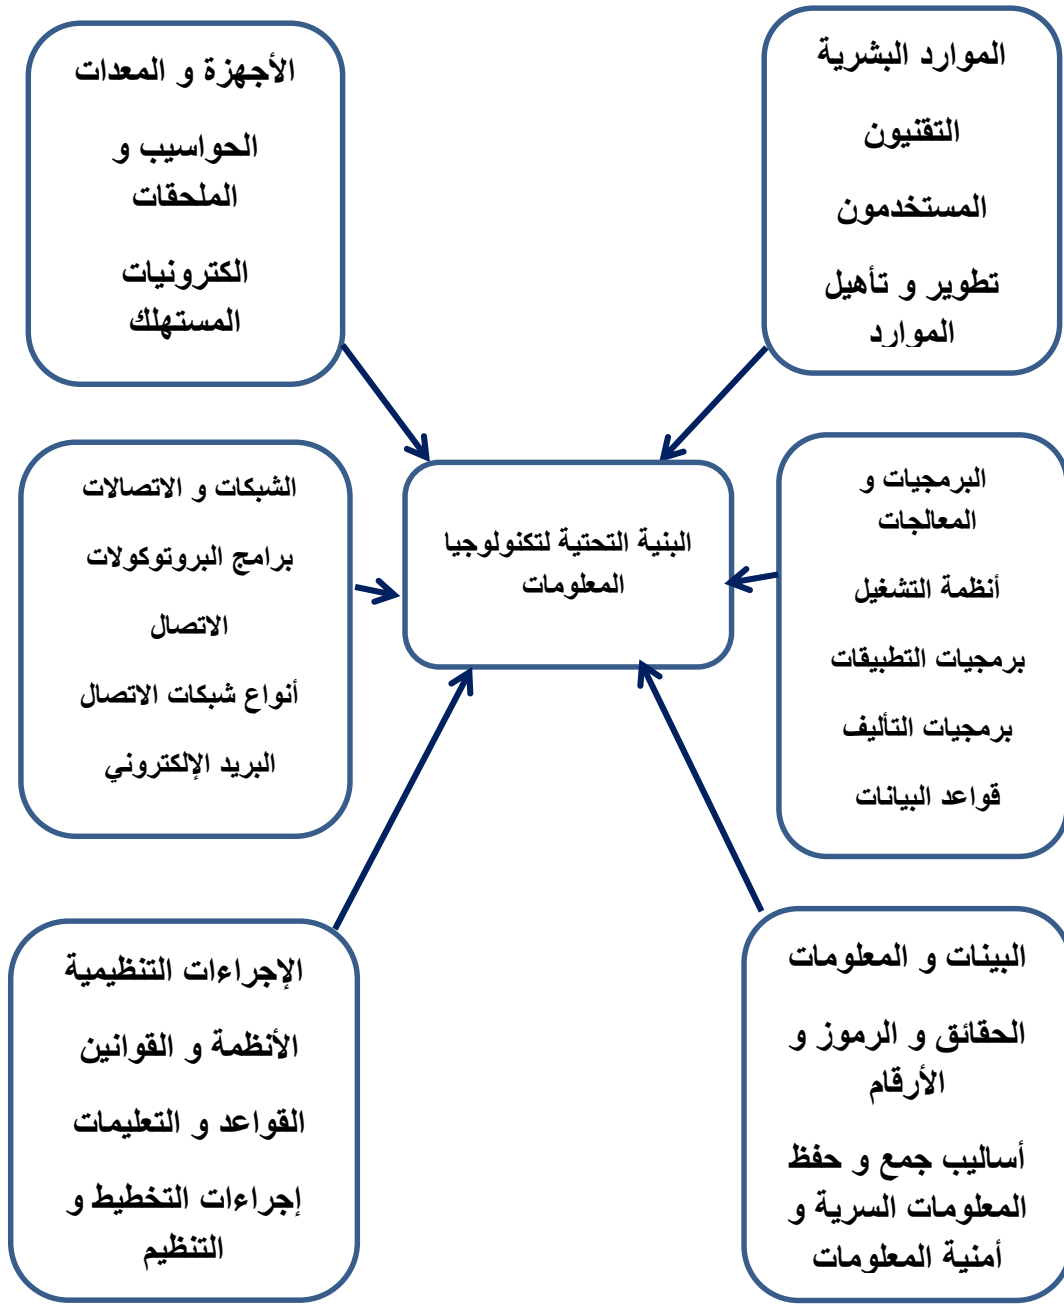 الموارد البشرية
التقنيون
المستخدمون
تطوير و تأهيل
الموارد
الأجهزة و المعدات
الحواسيب و
الملحقات
الكترونيات
المستهلك
البرمجيات و
المعالجات
أنظمة التشغيل
برمجيات التطبيقات
برمجيات التأليف
قواعد البيانات
البنية التحتية لتكنولوجيا
المعلومات
الشبكات و الاتصالات
برامج البروتوكولات
الاتصال
أنواع شبكات الاتصال
البريد الإلكتروني
البينات و المعلومات
الحقائق و الرموز و
الأرقام
أساليب جمع و حفظ
المعلومات السرية و
أمنية المعلومات
الإجراءات التنظيمية
الأنظمة و القوانين
القواعد و التعليمات
إجراءات التخطيط و
التنظيم